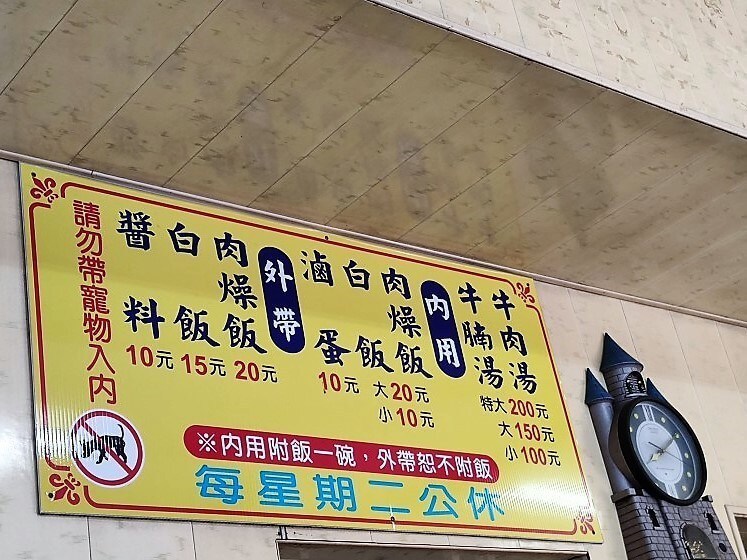 牛肉湯
牛腩湯
特大200元
大150元
小100元
內用
肉燥飯
白飯
大20元
小10元
滷蛋
10元
外帶
肉燥飯
20元
白飯
15元
醬料
10元
請勿帶寵物入內
※內用附飯一碗，外帶恕不附飯
每星期二公休